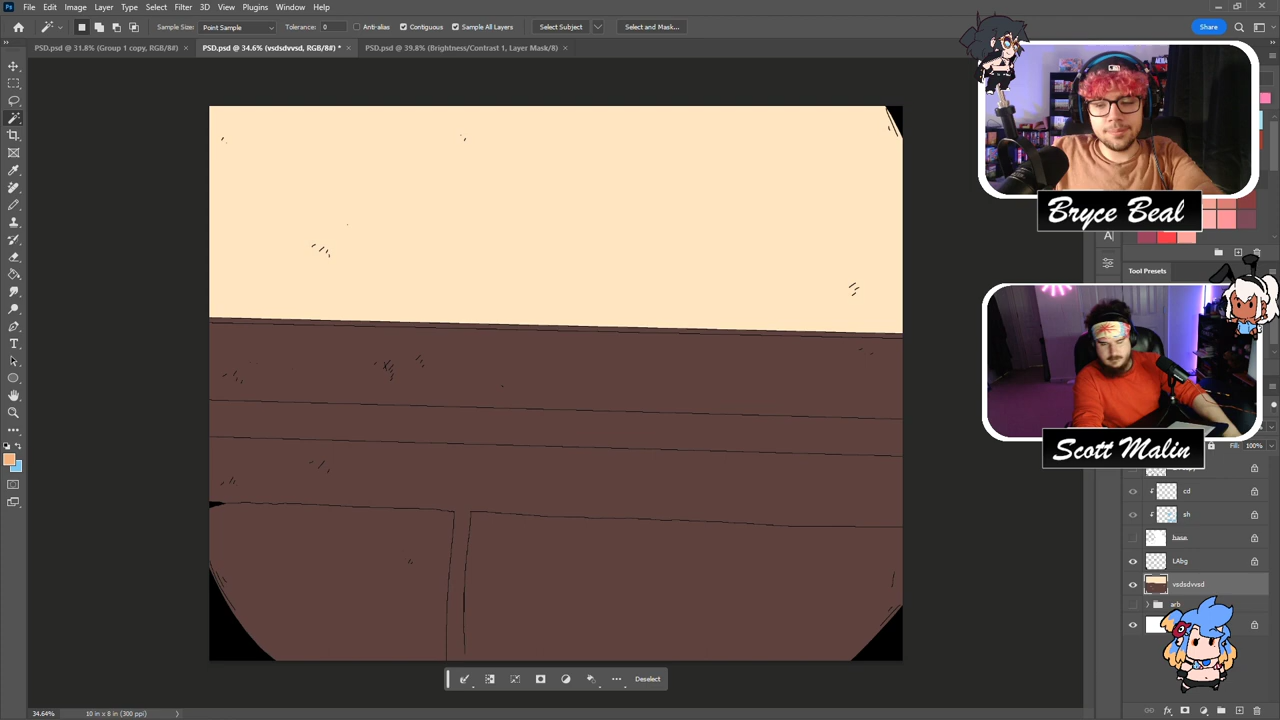 File Edit Image Layer Type Select Filter 3D View Plugins Window Help
Sample Size: Point Sample Tolerance: 0 Anti-alias Contiguous Sample All Layers Select Subject Select and Mask... Share
PSD.psd @ 31.8% (Group 1 copy, RGB/8#) × PSD.psd @ 34.6% (vsdsdvvsd, RGB/8#) * × PSD.psd @ 39.8% (Brightness/Contrast 1, Layer Mask/8) ×
Bryce Beal
Tool Presets
Scott Malin
Fill: 100%
cd
sh
base
LAbg
vsdsdvvsd
arb
Deselect
34.64% 10 in x 8 in (300 ppi)